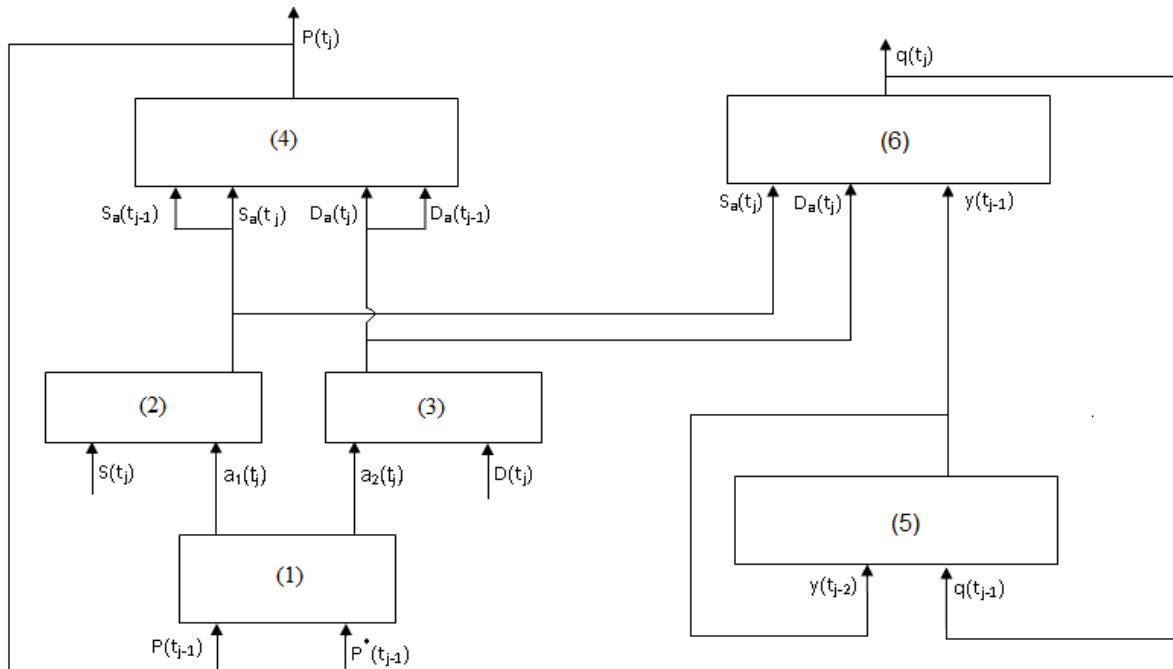 P(tj)
q(tj)
(4)
(6)
Sa(tj-1)
Sa(tj)
Da(tj)
Da(tj-1)
Sa(tj)
Da(tj)
y(tj-1)
(2)
(3)
S(tj)
a1(tj)
a2(tj)
D(tj)
(5)
(1)
y(tj-2)
q(tj-1)
P(tj-1)
P*(tj-1)